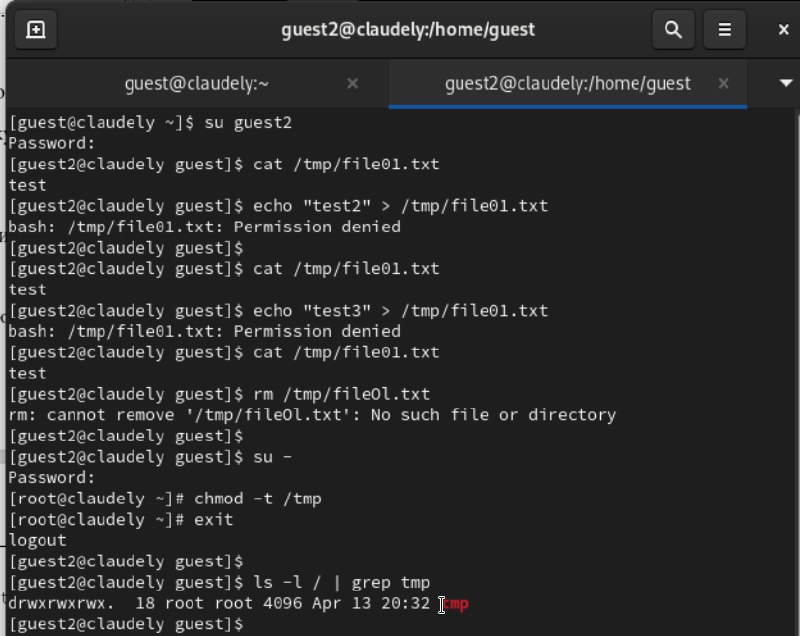 guest2@claudely:/home/guest
guest@claudely:~
guest2@claudely:/home/guest
[guest@claudely ~]$ su guest2
Password:
[guest2@claudely guest]$ cat /tmp/file01.txt
test
[guest2@claudely guest]$ echo "test2" > /tmp/file01.txt
bash: /tmp/file01.txt: Permission denied
[guest2@claudely guest]$
[guest2@claudely guest]$ cat /tmp/file01.txt
test
[guest2@claudely guest]$ echo "test3" > /tmp/file01.txt
bash: /tmp/file01.txt: Permission denied
[guest2@claudely guest]$ cat /tmp/file01.txt
test
[guest2@claudely guest]$ rm /tmp/fileOl.txt
rm: cannot remove '/tmp/fileOl.txt': No such file or directory
[guest2@claudely guest]$
[guest2@claudely guest]$ su -
Password:
[root@claudely ~]# chmod -t /tmp
[root@claudely ~]# exit
logout
[guest2@claudely guest]$
[guest2@claudely guest]$ ls -l / | grep tmp
drwxrwxrwx.  18 root root 4096 Apr 13 20:32 tmp
[guest2@claudely guest]$